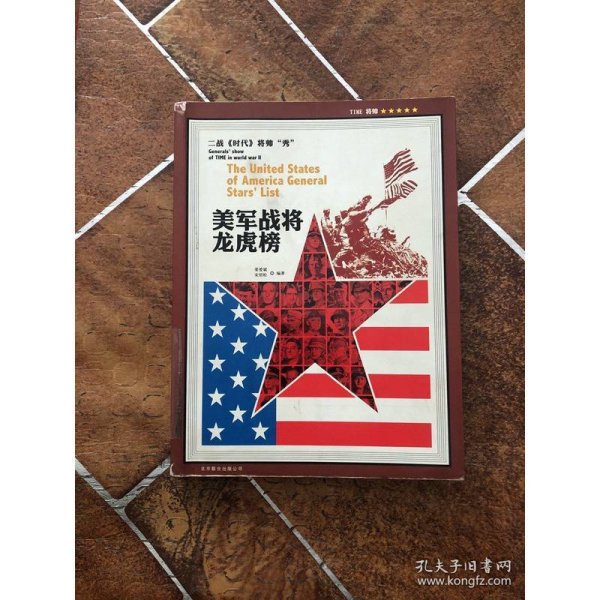 TIME 将帅★★★★★
二战《时代》将帅“秀”
Generals' show
of TIME in world war II
The United States
of America General
Stars' List
美军战将
龙虎榜
编著
孔夫子旧书网
www.kongfz.com